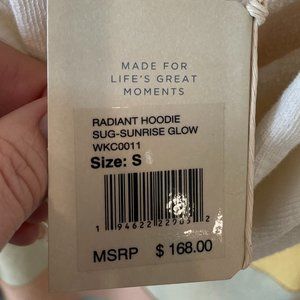 MADE FOR
LIFE'S GREAT
MOMENTS
RADIANT HOODIE
SUG-SUNRISE GLOW
WKC0011
Size: S
MSRP $ 168.00